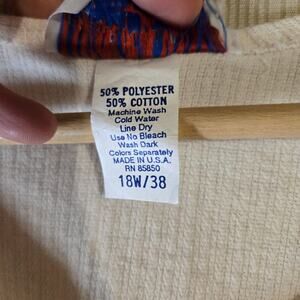 50% POLYESTER
50% COTTON
Machine Wash
Cold Water
Line Dry
Use No Bleach
Wash Dark
Colors Separately
MADE IN U.S.A.
RN 85850
18W/38